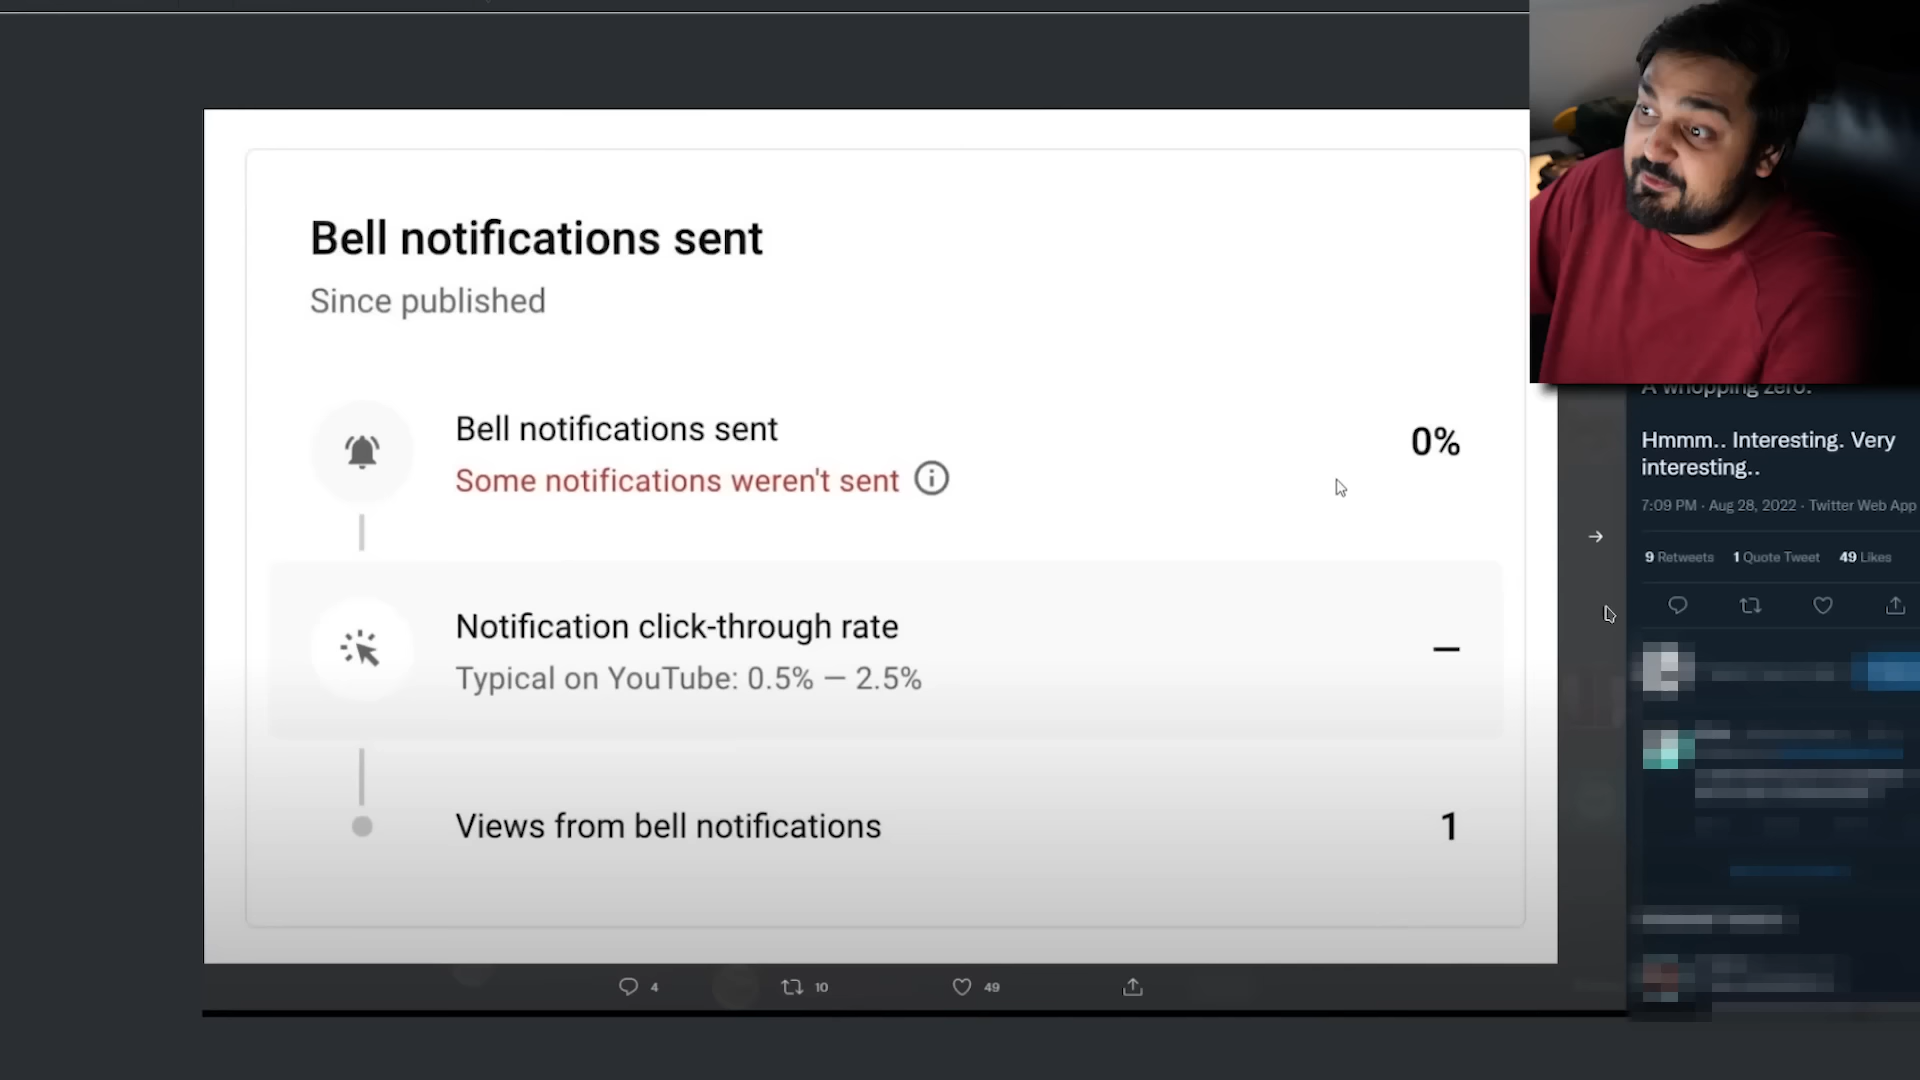 Bell notifications sent
Since published
Bell notifications sent
0%
Some notifications weren't sent
Notification click-through rate
–
Typical on YouTube: 0.5% — 2.5%
Views from bell notifications
1
4
10
49
A whopping zero.
Hmmm.. Interesting. Very
interesting..
7:09 PM · Aug 28, 2022 · Twitter Web App
9 Retweets 1 Quote Tweet 49 Likes